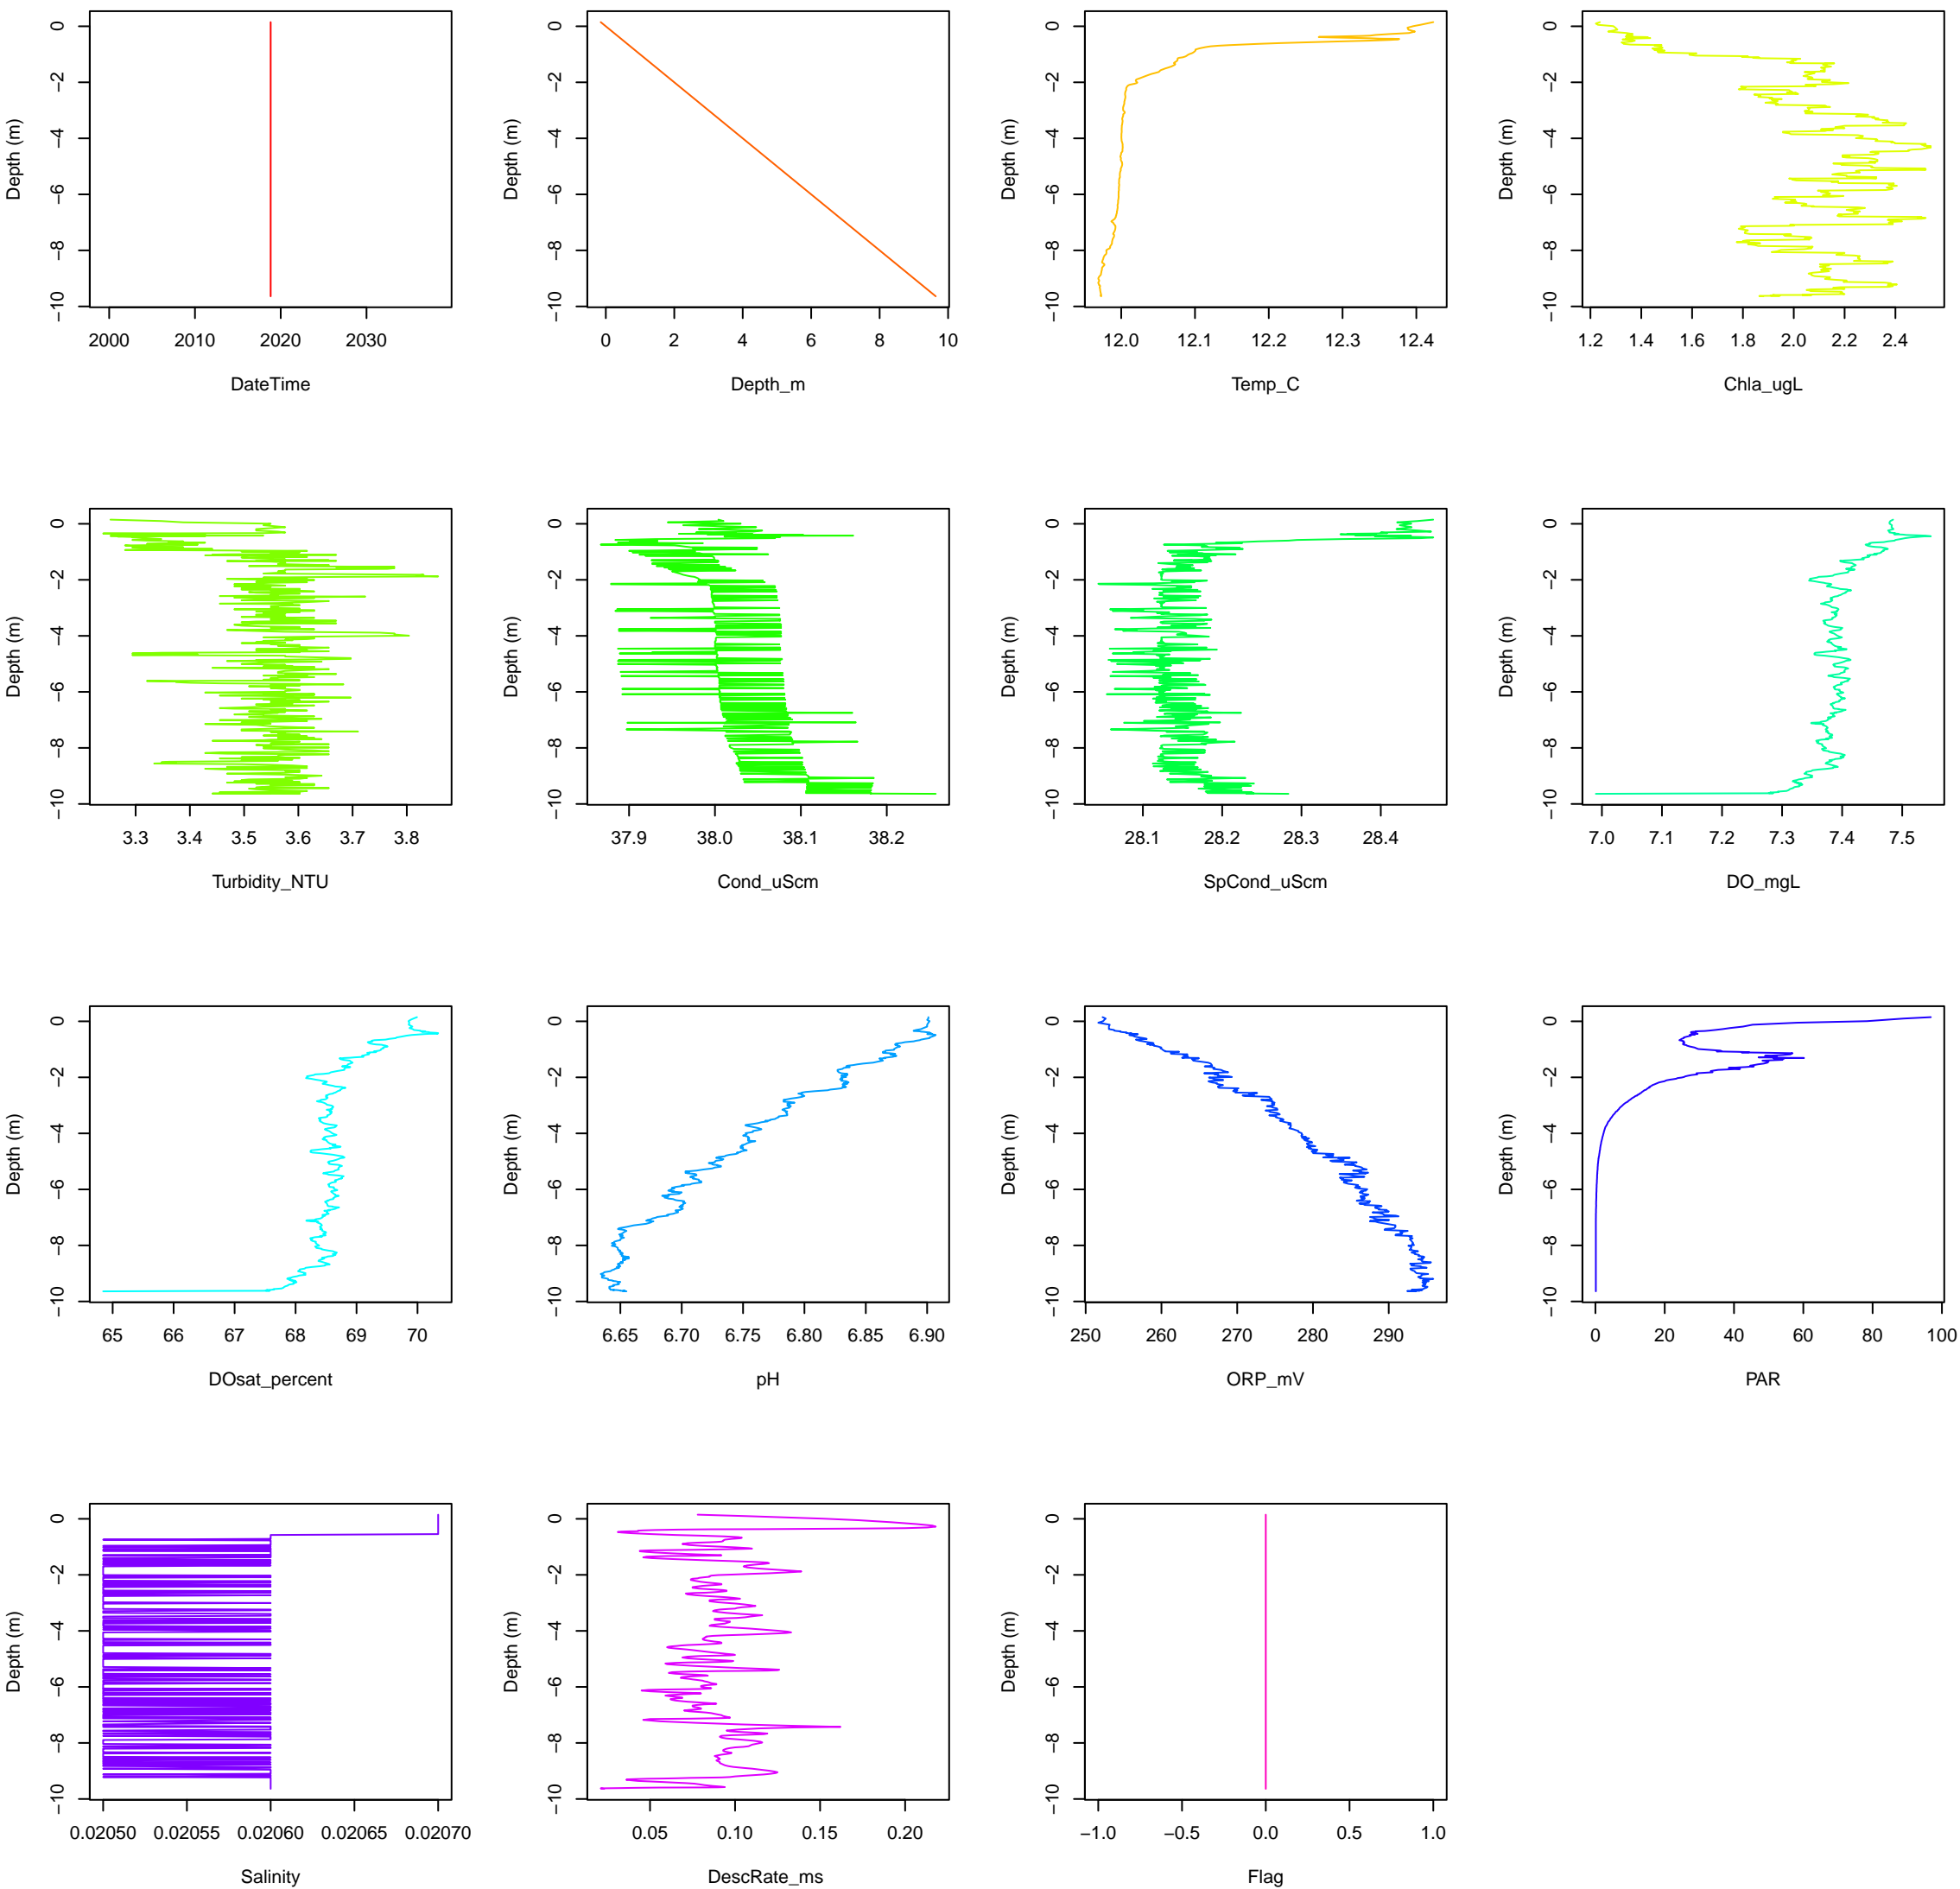 Depth (m)
0
−2
−4
−6
−8
−10
2000 2010 2020 2030
DateTime
Depth (m)
0
−2
−4
−6
−8
−10
0 2 4 6 8 10
Depth_m
Depth (m)
0
−2
−4
−6
−8
−10
12.0 12.1 12.2 12.3 12.4
Temp_C
Depth (m)
0
−2
−4
−6
−8
−10
1.2 1.4 1.6 1.8 2.0 2.2 2.4
Chla_ugL
Depth (m)
0
−2
−4
−6
−8
−10
3.3 3.4 3.5 3.6 3.7 3.8
Turbidity_NTU
Depth (m)
0
−2
−4
−6
−8
−10
37.9 38.0 38.1 38.2
Cond_uScm
Depth (m)
0
−2
−4
−6
−8
−10
28.1 28.2 28.3 28.4
SpCond_uScm
Depth (m)
0
−2
−4
−6
−8
−10
7.0 7.1 7.2 7.3 7.4 7.5
DO_mgL
Depth (m)
0
−2
−4
−6
−8
−10
65 66 67 68 69 70
DOsat_percent
Depth (m)
0
−2
−4
−6
−8
−10
6.65 6.70 6.75 6.80 6.85 6.90
pH
Depth (m)
0
−2
−4
−6
−8
−10
250 260 270 280 290
ORP_mV
Depth (m)
0
−2
−4
−6
−8
−10
0 20 40 60 80 100
PAR
Depth (m)
0
−2
−4
−6
−8
−10
0.02050 0.02055 0.02060 0.02065 0.02070
Salinity
Depth (m)
0
−2
−4
−6
−8
−10
0.05 0.10 0.15 0.20
DescRate_ms
Depth (m)
0
−2
−4
−6
−8
−10
−1.0 −0.5 0.0 0.5 1.0
Flag